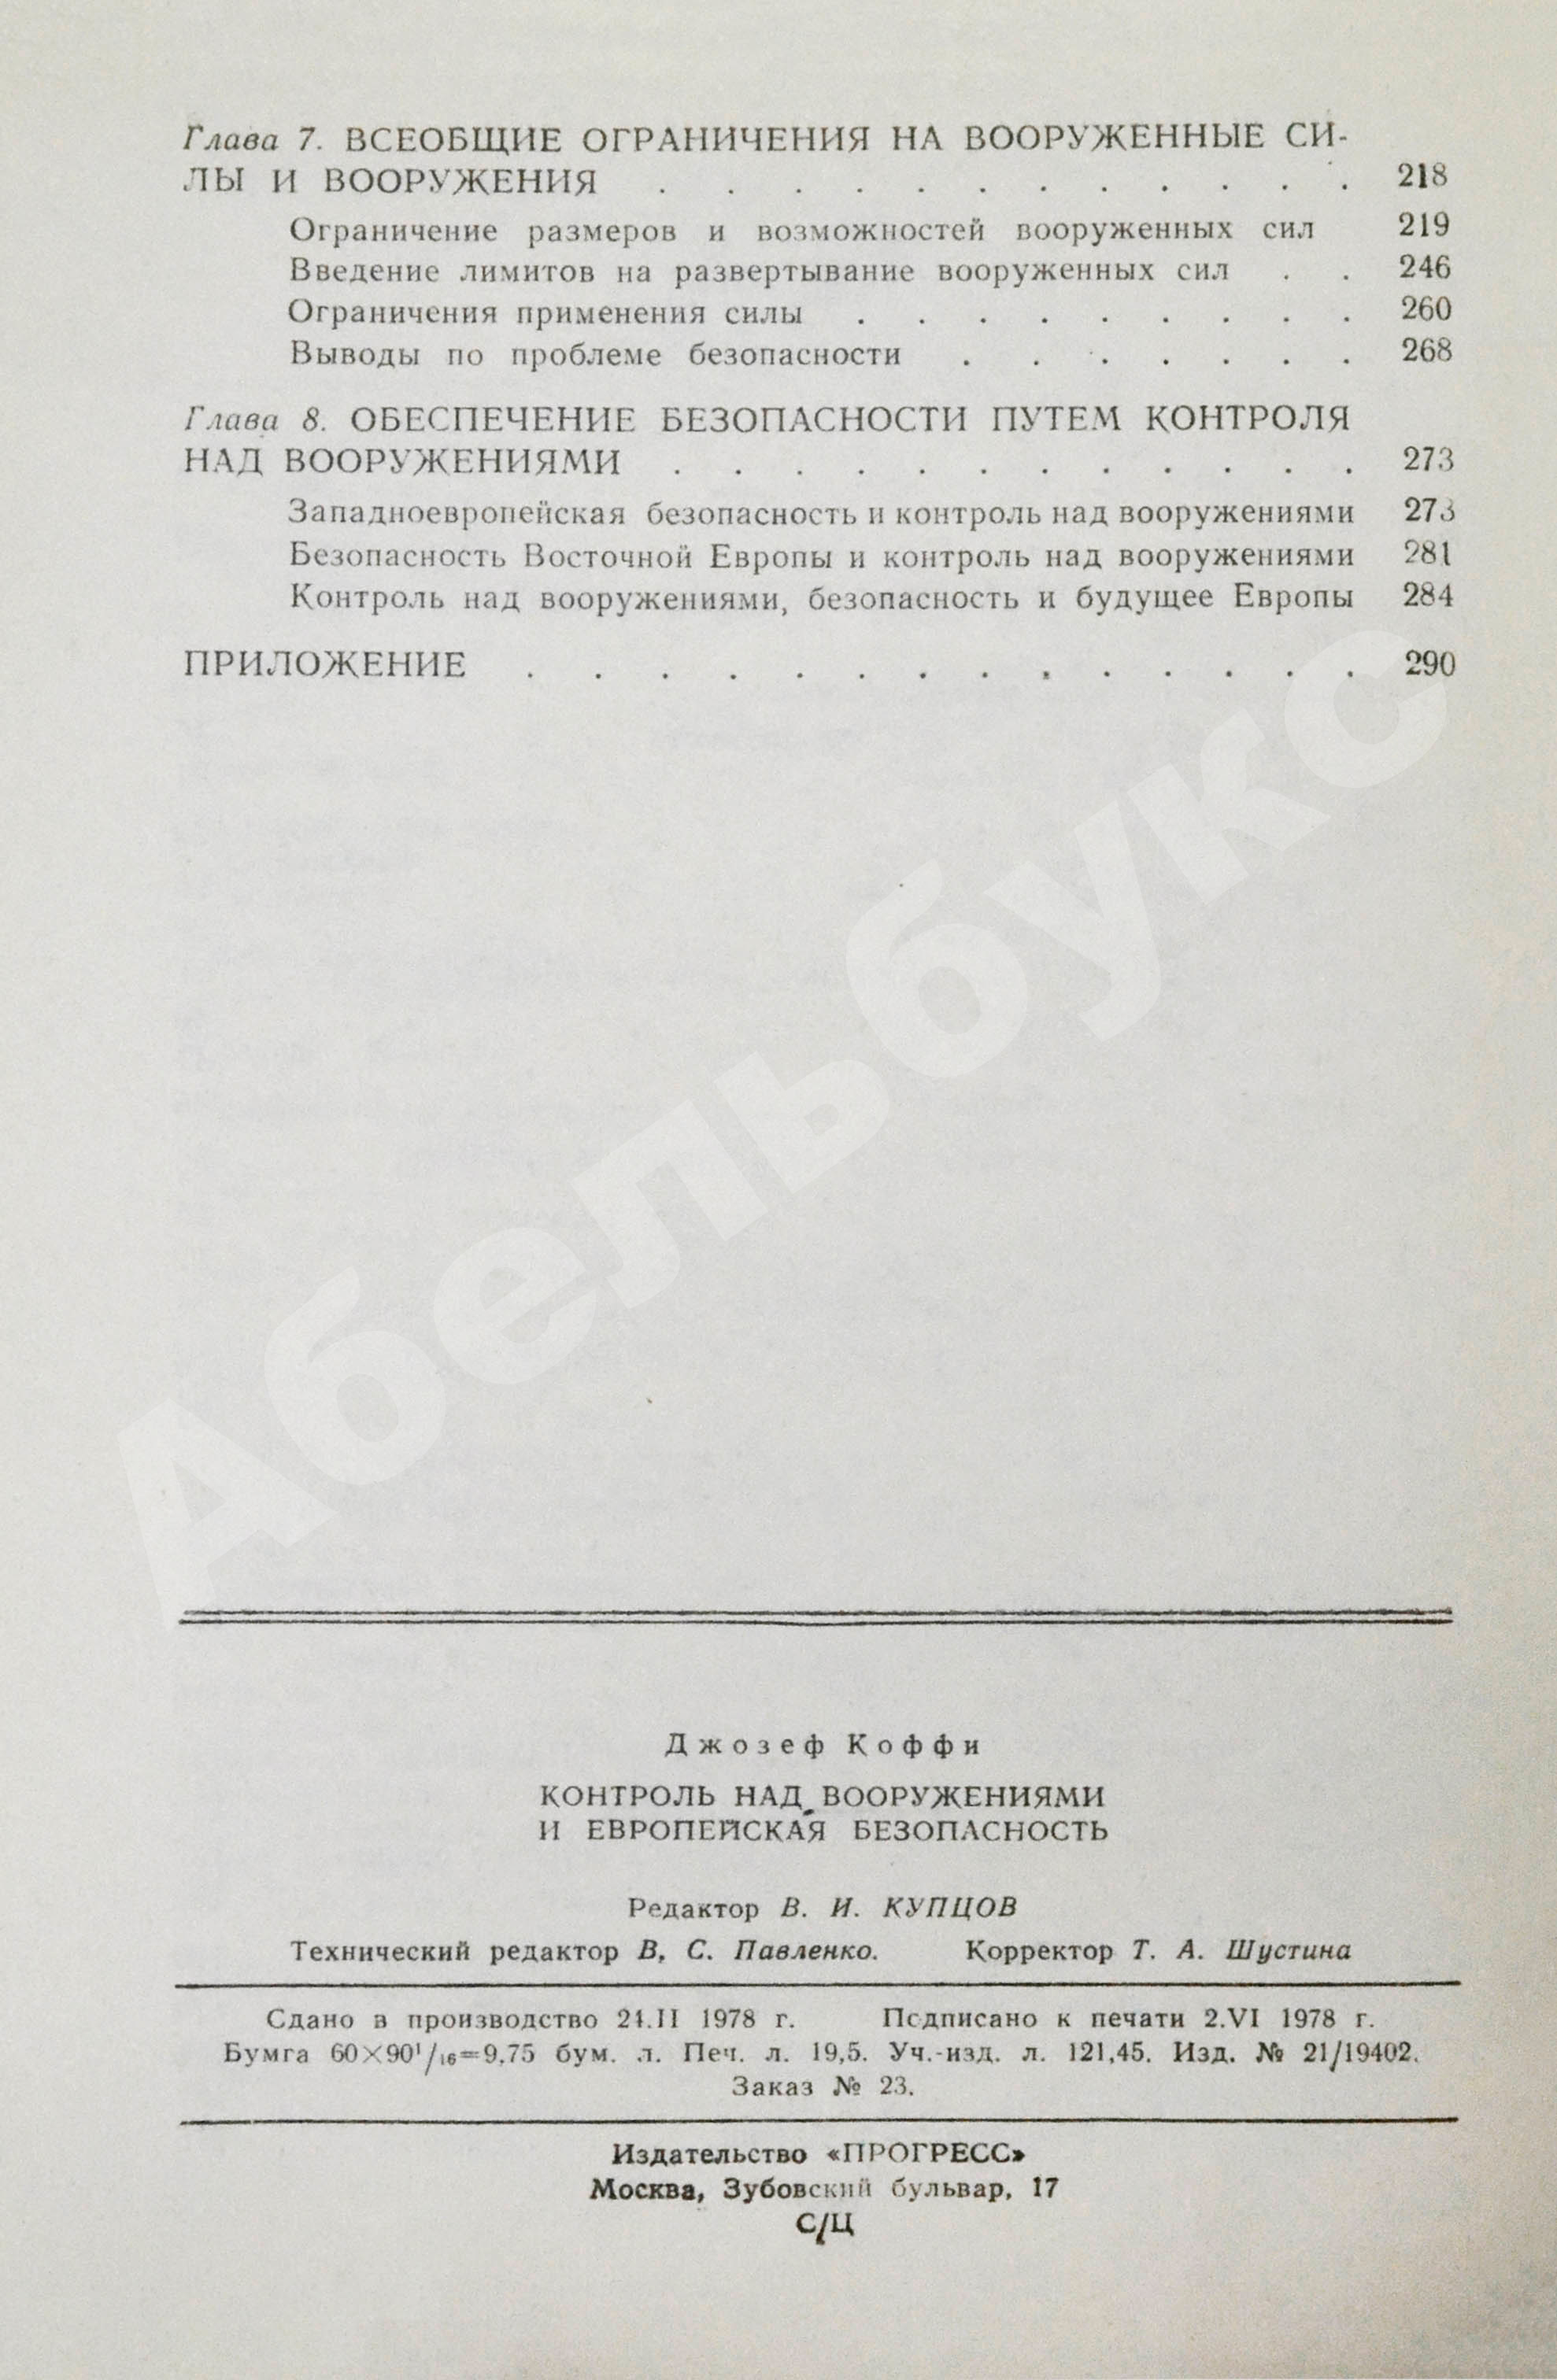 Глава 7. ВСЕОБЩИЕ ОГРАНИЧЕНИЯ НА ВООРУЖЕННЫЕ СИ-
ЛЫ И ВООРУЖЕНИЯ . . . . . . . . . . . . 218
Ограничение размеров и возможностей вооруженных сил 219
Введение лимитов на развертывание вооруженных сил . . 246
Ограничения применения силы . . . . . . . . . 260
Выводы по проблеме безопасности . . . . . . . 268
Глава 8. ОБЕСПЕЧЕНИЕ БЕЗОПАСНОСТИ ПУТЕМ КОНТРОЛЯ
НАД ВООРУЖЕНИЯМИ . . . . . . . . . . . . 273
Западноевропейская безопасность и контроль над вооружениями 273
Безопасность Восточной Европы и контроль над вооружениями 281
Контроль над вооружениями, безопасность и будущее Европы 284
ПРИЛОЖЕНИЕ . . . . . . . . . . . . . . 290
Абельбукс
Джозеф Коффи
КОНТРОЛЬ НАД ВООРУЖЕНИЯМИ
И ЕВРОПЕЙСКАЯ БЕЗОПАСНОСТЬ
Редактор В. И. КУПЦОВ
Технический редактор В. С. Павленко. Корректор Т. А. Шустина
Сдано в производство 21.II 1978 г. Подписано к печати 2.VI 1978 г.
Бумга 60×90¹/₁₆=9,75 бум. л. Печ. л. 19,5. Уч.-изд. л. 121,45. Изд. № 21/19402.
Заказ № 23.
Издательство «ПРОГРЕСС»
Москва, Зубовский бульвар, 17
С/Ц